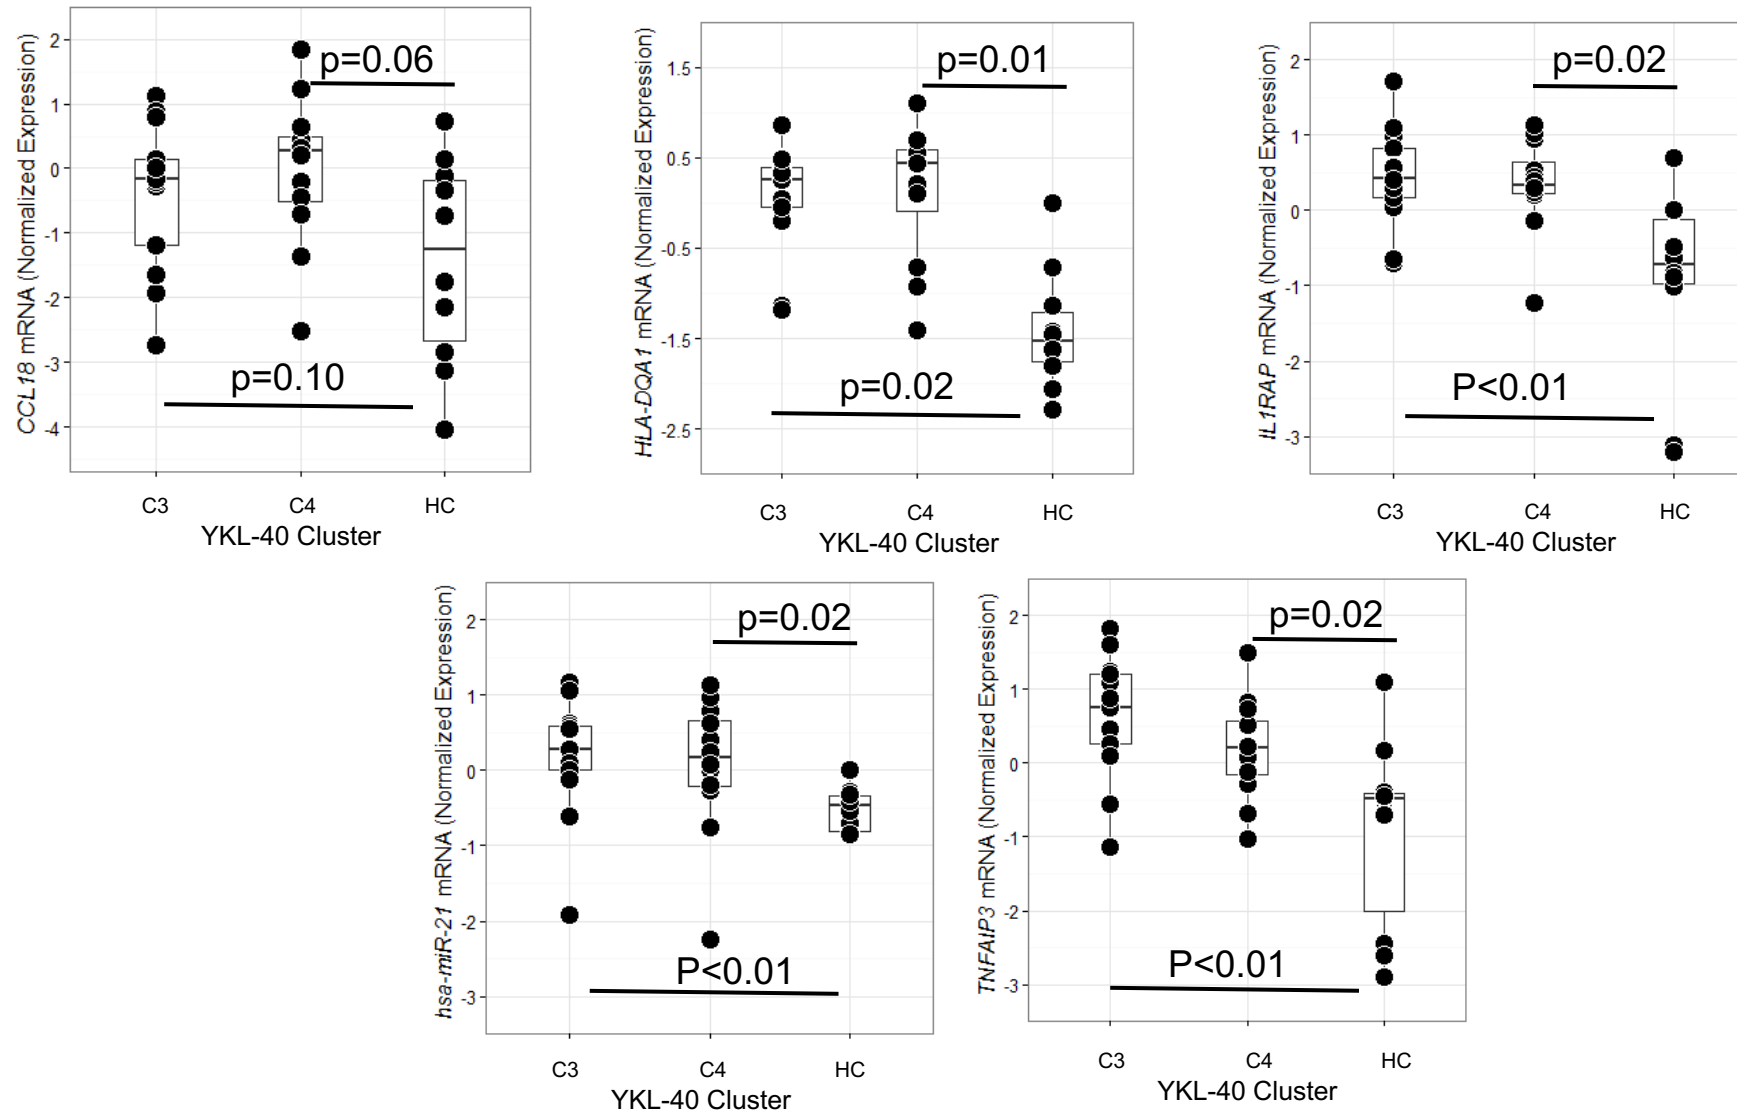 CCL18 mRNA (Normalized Expression)
2
1
0
-1
-2
-3
-4
p=0.06
p=0.10
C3 C4 HC
YKL-40 Cluster
HLA-DQA1 mRNA (Normalized Expression)
1.5
0.5
-0.5
-1.5
-2.5
p=0.01
p=0.02
C3 C4 HC
YKL-40 Cluster
IL1RAP mRNA (Normalized Expression)
2
1
0
-1
-2
-3
p=0.02
P<0.01
C3 C4 HC
YKL-40 Cluster
hsa-miR-21 mRNA (Normalized Expression)
2
1
0
-1
-2
-3
p=0.02
P<0.01
C3 C4 HC
YKL-40 Cluster
TNFAIP3 mRNA (Normalized Expression)
2
1
0
-1
-2
-3
p=0.02
P<0.01
C3 C4 HC
YKL-40 Cluster